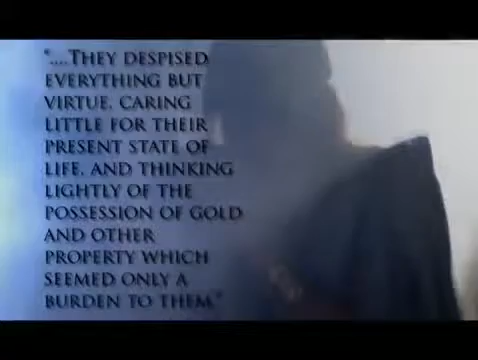 "....THEY DESPISED
EVERYTHING BUT
VIRTUE, CARING
LITTLE FOR THEIR
PRESENT STATE OF
LIFE, AND THINKING
LIGHTLY OF THE
POSSESSION OF GOLD
AND OTHER
PROPERTY WHICH
SEEMED ONLY A
BURDEN TO THEM."